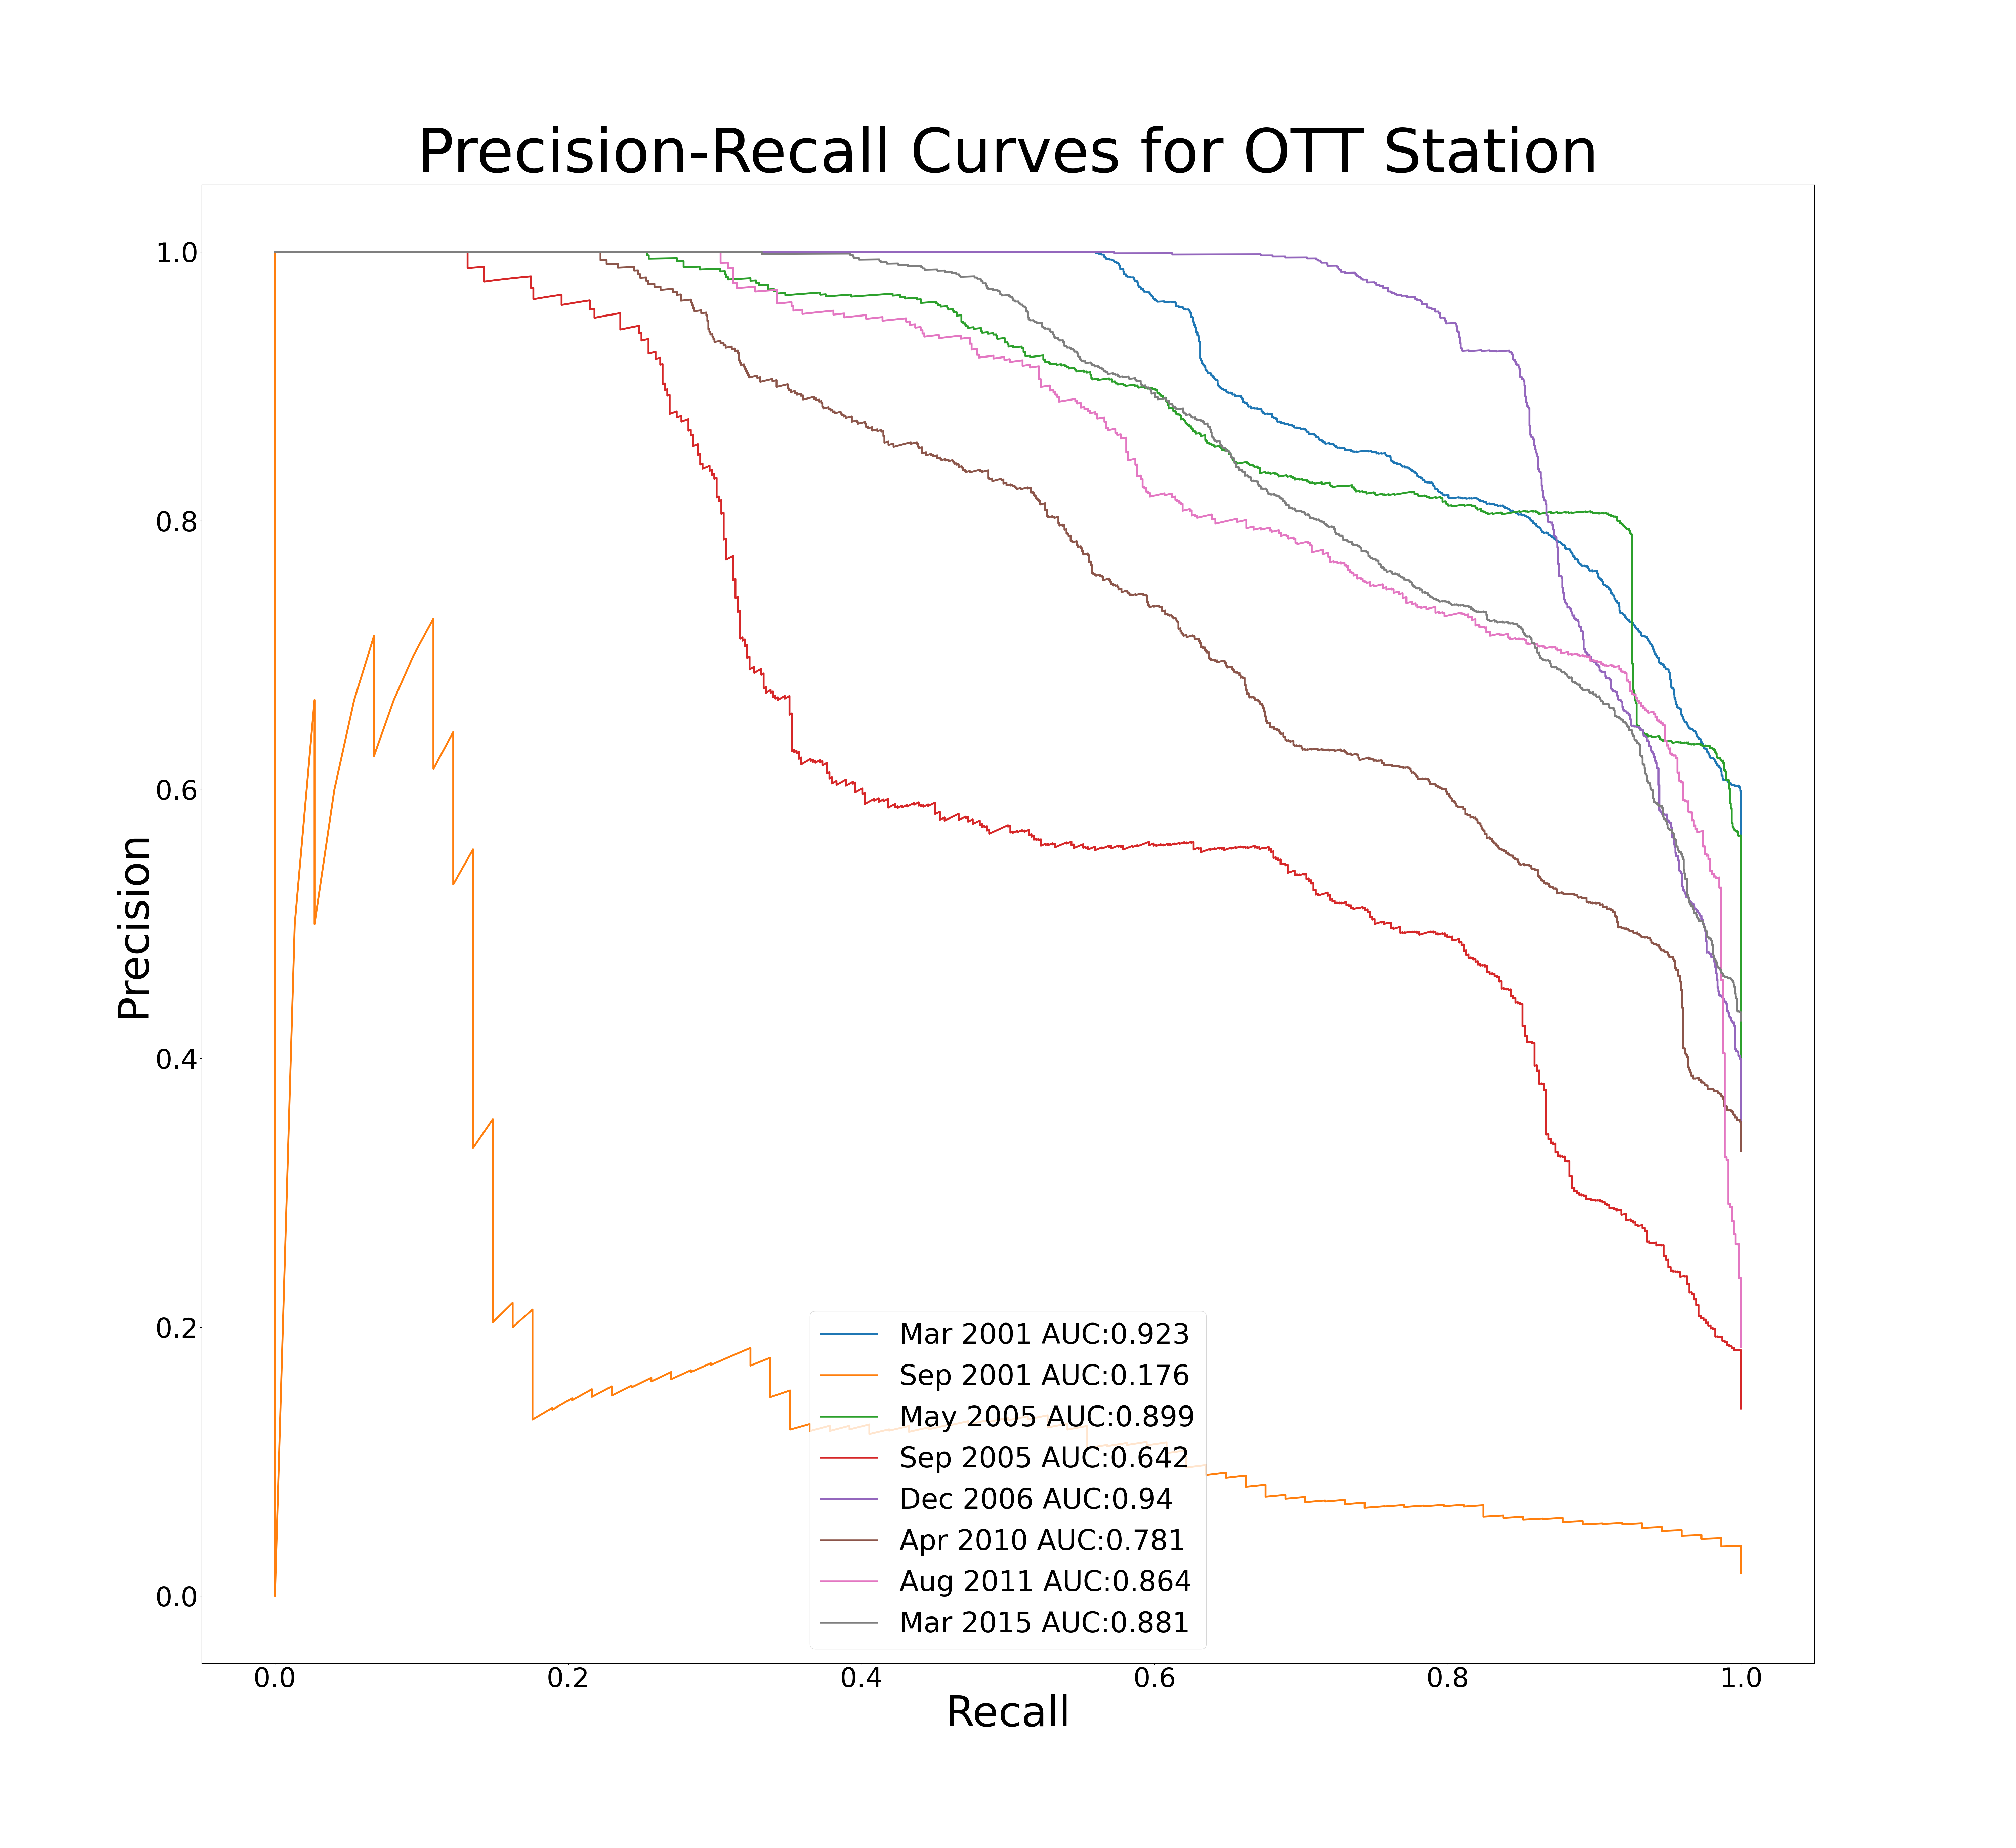 Precision-Recall Curves for OTT Station
Precision
1.0
0.8
0.6
0.4
0.2
0.0
Mar 2001 AUC:0.923
Sep 2001 AUC:0.176
May 2005 AUC:0.899
Sep 2005 AUC:0.642
Dec 2006 AUC:0.94
Apr 2010 AUC:0.781
Aug 2011 AUC:0.864
Mar 2015 AUC:0.881
0.0 0.2 0.4 0.6 0.8 1.0
Recall